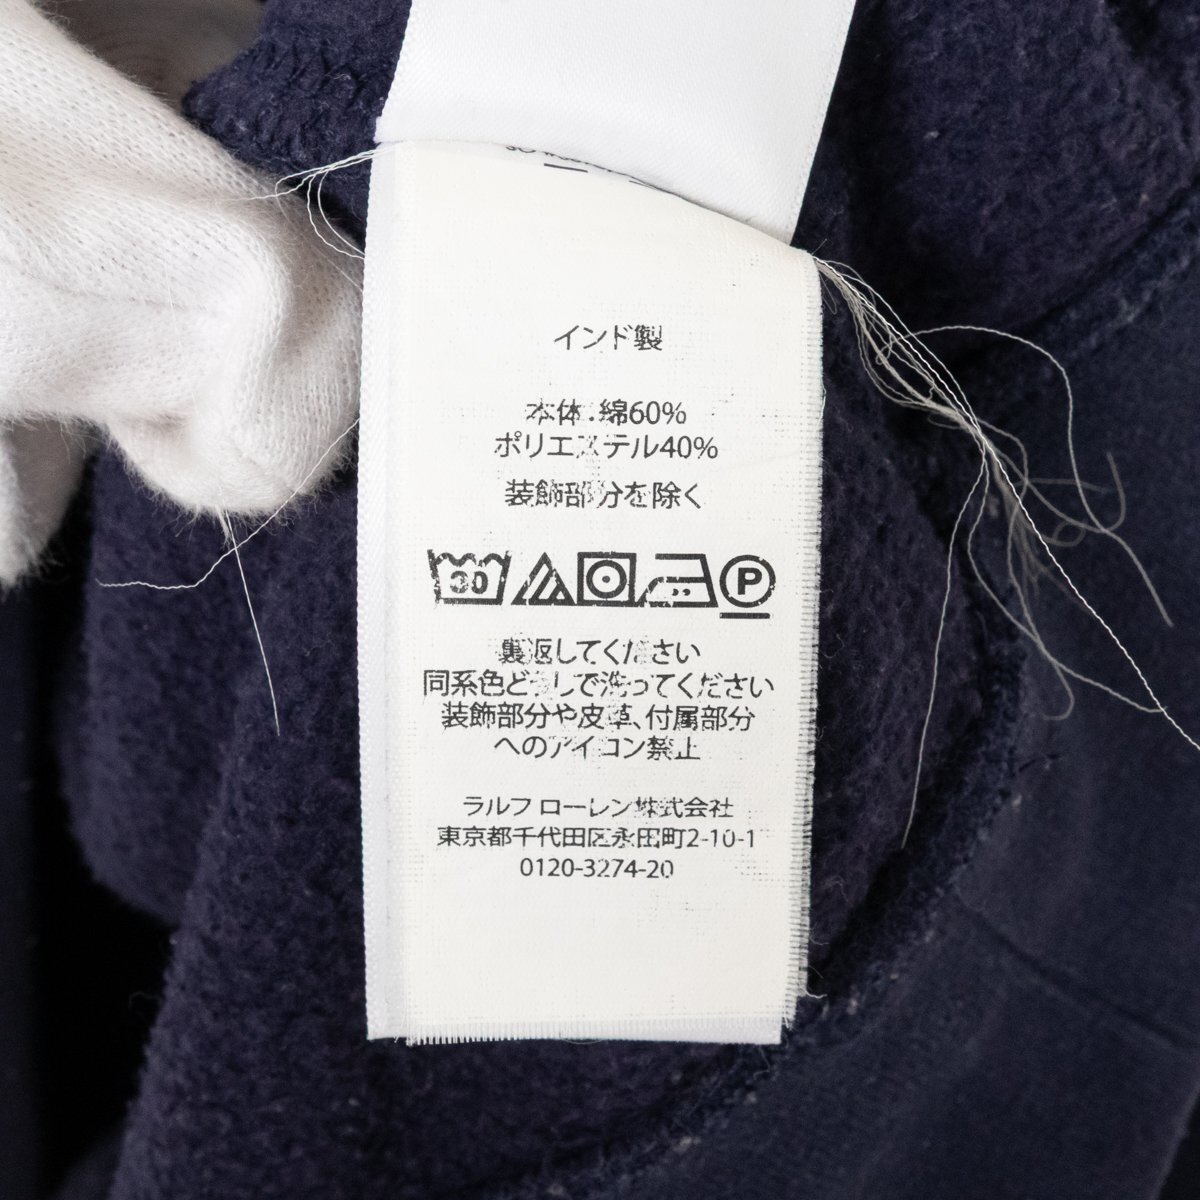 インド製
本体:綿60%
ポリエステル40%
装飾部分を除く
30 P
裏返してください
同系色どうしで洗ってください
装飾部分や皮革、付属部分
へのアイコン禁止
ラルフ ローレン株式会社
東京都千代田区永田町2-10-1
0120-3274-20